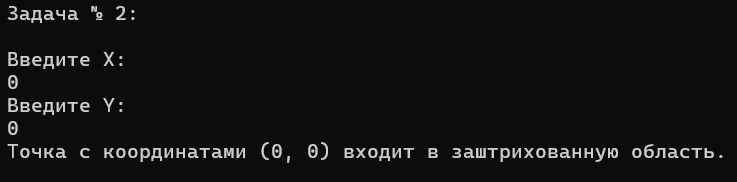 Задача № 2:
Введите X:
0
Введите Y:
0
Точка с координатами (0, 0) входит в заштрихованную область.